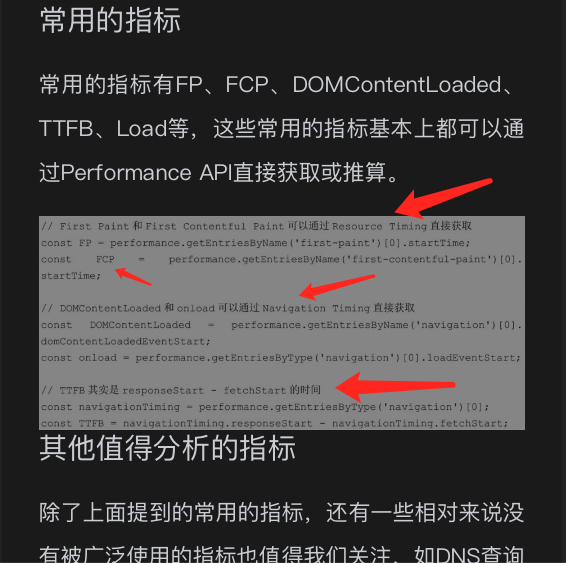 常用的指标
常用的指标有FP、FCP、DOMContentLoaded、
TTFB、Load等，这些常用的指标基本上都可以通
过Performance API直接获取或推算。
// First Paint 和 First Contentful Paint 可以通过 Resource Timing 直接获取
const FP = performance.getEntriesByName('first-paint')[0].startTime;
const FCP = performance.getEntriesByName('first-contentful-paint')[0].
startTime;
// DOMContentLoaded 和 onload 可以通过 Navigation Timing 直接获取
const DOMContentLoaded = performance.getEntriesByName('navigation')[0].
domContentLoadedEventStart;
const onload = performance.getEntriesByType('navigation')[0].loadEventStart;
// TTFB 其实是 responseStart - fetchStart 的时间
const navigationTiming = performance.getEntriesByType('navigation')[0];
const TTFB = navigationTiming.responseStart - navigationTiming.fetchStart;
其他值得分析的指标
除了上面提到的常用的指标，还有一些相对来说没
有被广泛使用的指标也值得我们关注，如DNS查询